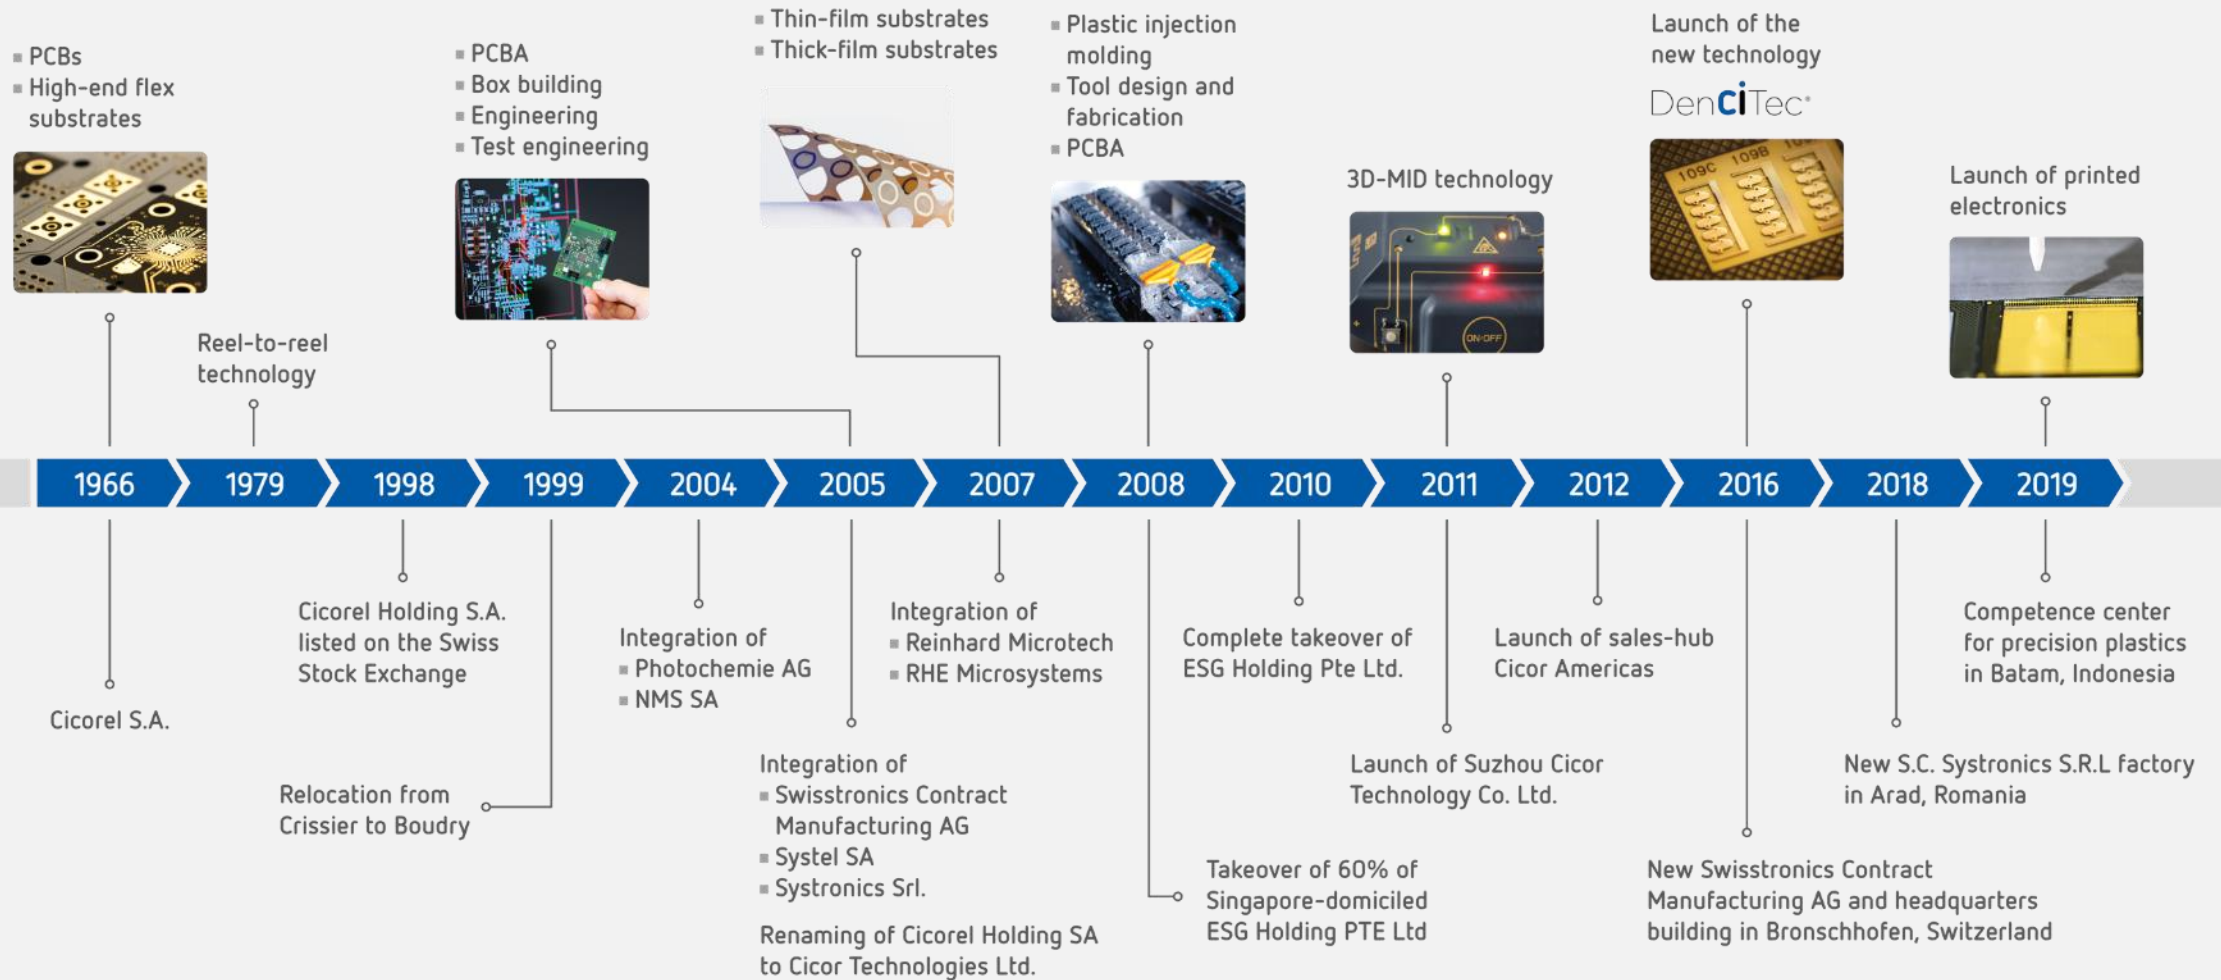 ▪ PCBs
▪ High-end flex
substrates
Reel-to-reel
technology
▪ PCBA
▪ Box building
▪ Engineering
▪ Test engineering
▪ Thin-film substrates
▪ Thick-film substrates
▪ Plastic injection
molding
▪ Tool design and
fabrication
▪ PCBA
3D-MID technology
ON-OFF
Launch of the
new technology
DenCiTec®
109C 109B
Launch of printed
electronics
1966 1979 1998 1999 2004 2005 2007 2008 2010 2011 2012 2016 2018 2019
Cicorel S.A.
Cicorel Holding S.A.
listed on the Swiss
Stock Exchange
Relocation from
Crissier to Boudry
Integration of
▪ Photochemie AG
▪ NMS SA
Integration of
▪ Swisstronics Contract
Manufacturing AG
▪ Systel SA
▪ Systronics Srl.
Renaming of Cicorel Holding SA
to Cicor Technologies Ltd.
Integration of
▪ Reinhard Microtech
▪ RHE Microsystems
Takeover of 60% of
Singapore-domiciled
ESG Holding PTE Ltd
Complete takeover of
ESG Holding Pte Ltd.
Launch of Suzhou Cicor
Technology Co. Ltd.
Launch of sales-hub
Cicor Americas
New Swisstronics Contract
Manufacturing AG and headquarters
building in Bronschhofen, Switzerland
New S.C. Systronics S.R.L factory
in Arad, Romania
Competence center
for precision plastics
in Batam, Indonesia